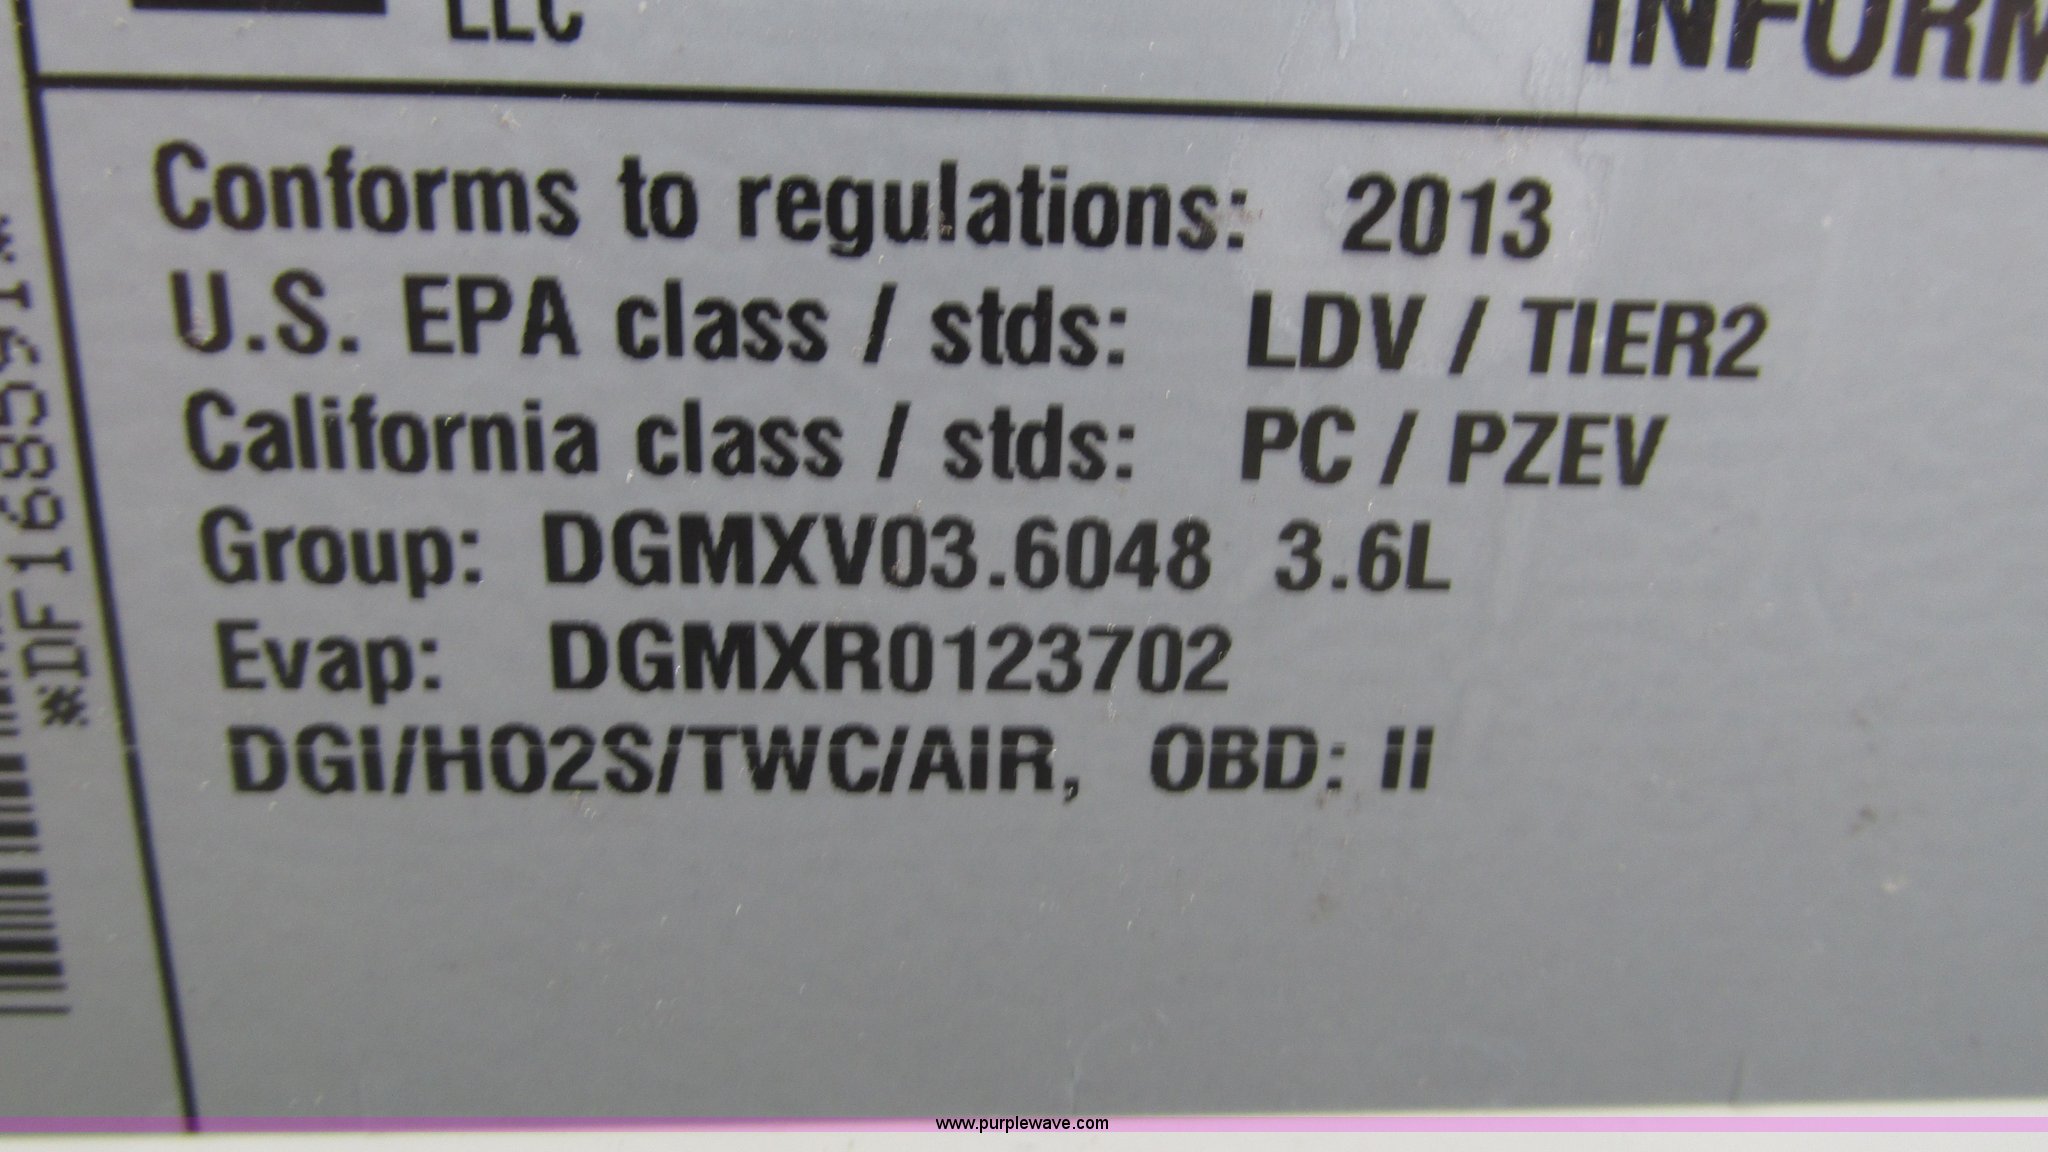 LLC
INFORM
Conforms to regulations: 2013
U.S. EPA class / stds: LDV / TIER2
California class / stds: PC / PZEV
Group: DGMXV03.6048 3.6L
Evap: DGMXR0123702
DGI/HO2S/TWC/AIR, OBD: II
*DF168591*
www.purplewave.com